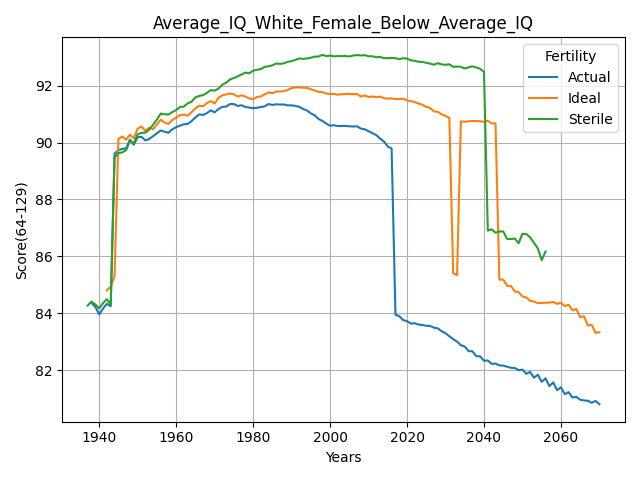 Average_IQ_White_Female_Below_Average_IQ
Score(64-129)
92
90
88
86
84
82
Fertility
Actual
Ideal
Sterile
1940
1960
1980
2000
2020
2040
2060
Years